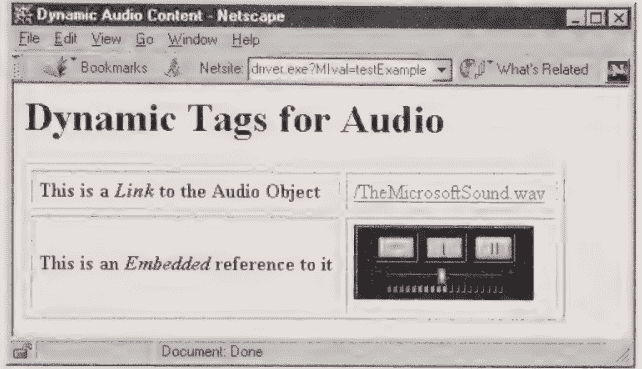 Dynamic Audio Content - Netscape
File Edit View Go Window Help
Bookmarks Netsite: driver.exe?MIval=testExample What's Related
Dynamic Tags for Audio
This is a Link to the Audio Object /TheMicrosoftSound.wav
This is an Embedded reference to it
Document: Done